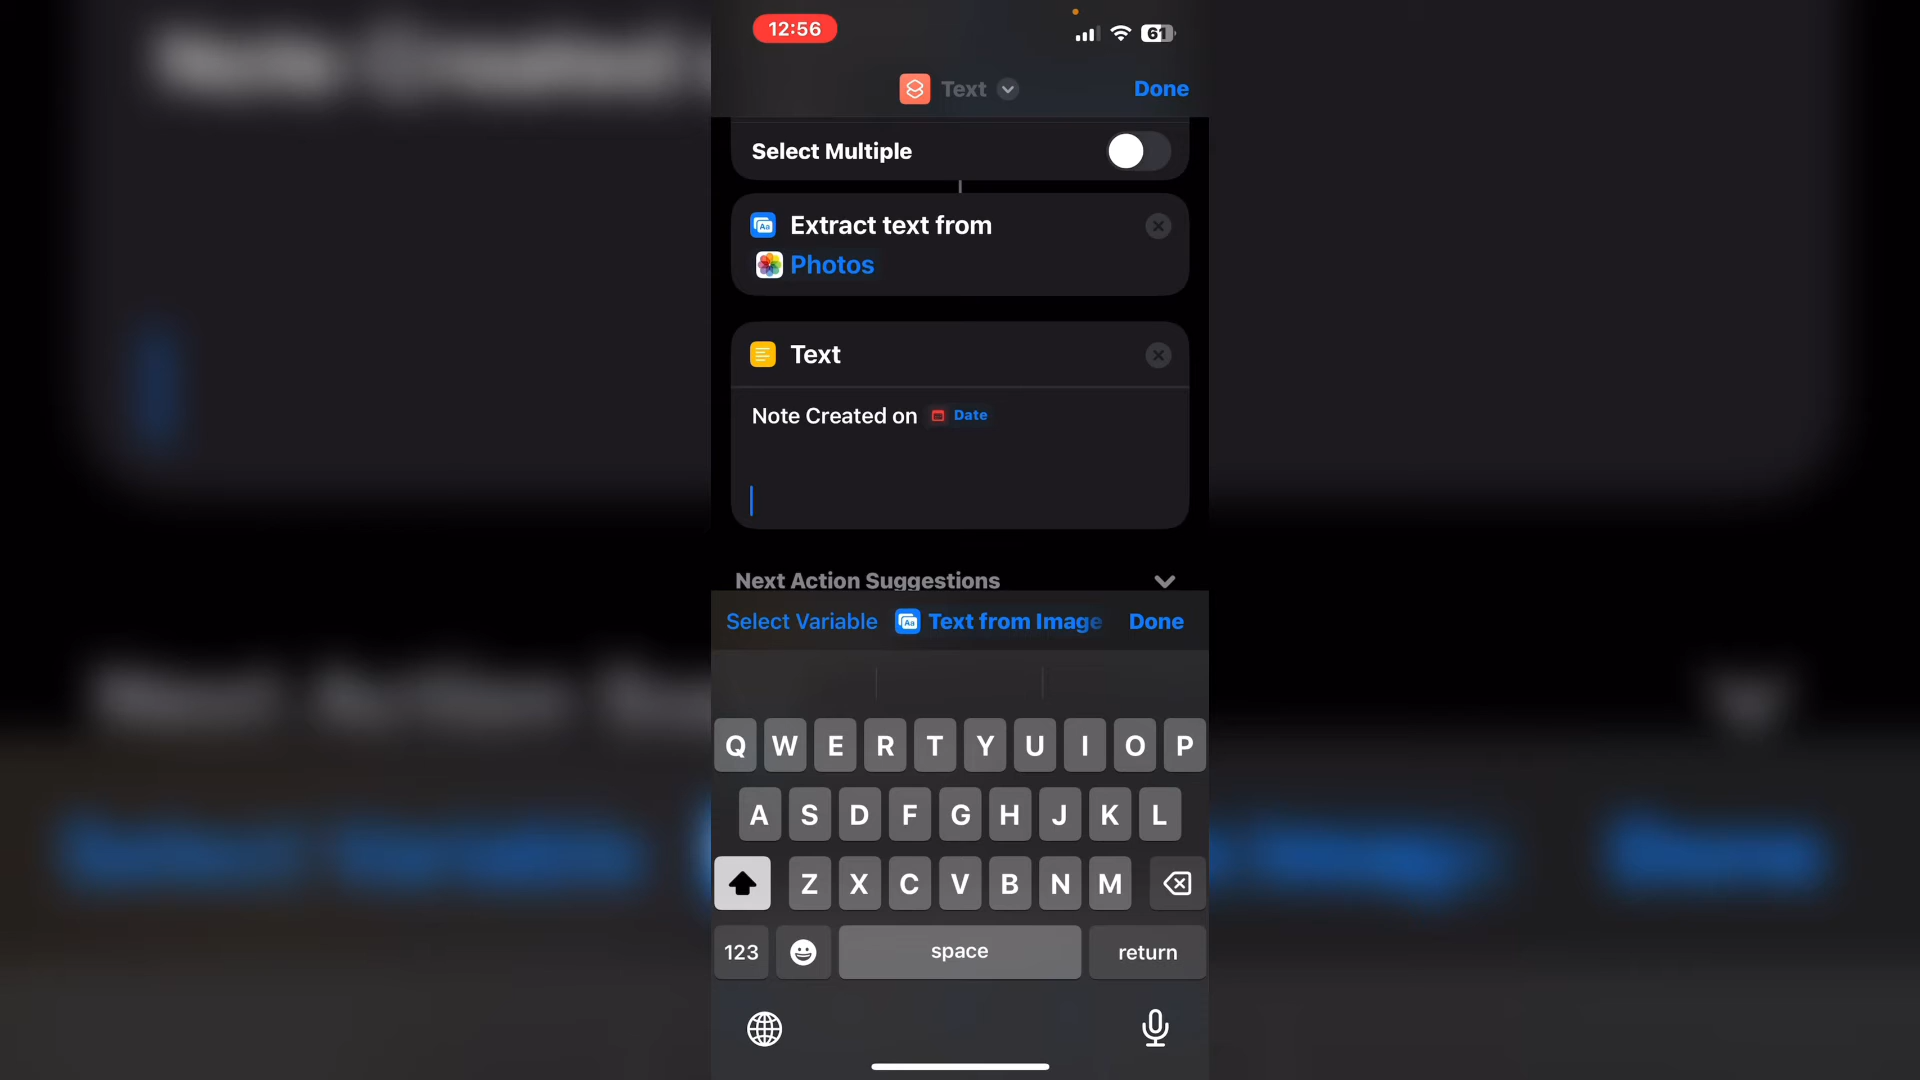 12:56
61
Text
Done
Select Multiple
Extract text from
Photos
Text
Note Created on Date
Next Action Suggestions
Select Variable Text from Image Done
Q W E R T Y U I O P
A S D F G H J K L
Z X C V B N M
123 space return